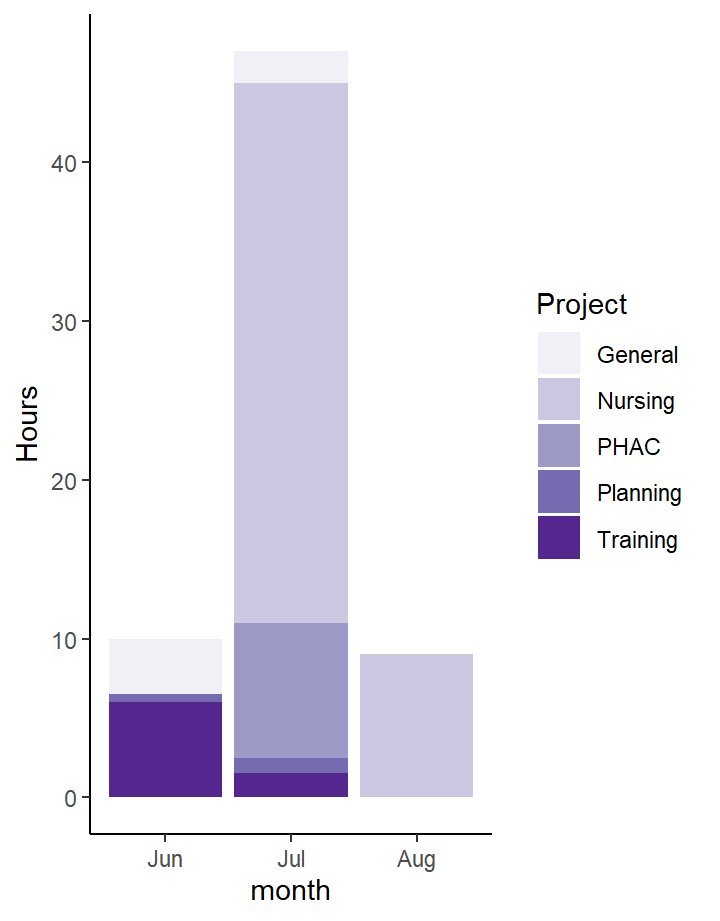 40
30
20
10
0
Hours
Jun Jul Aug
month
Project
General
Nursing
PHAC
Planning
Training